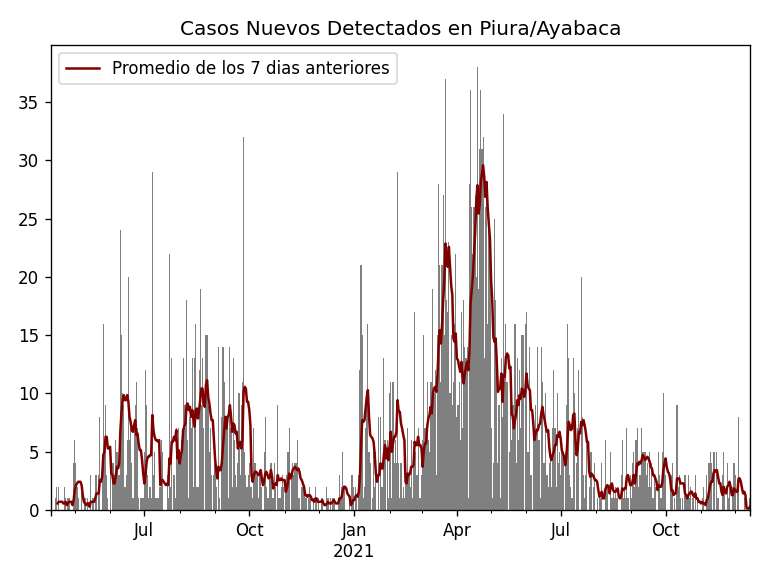 Casos Nuevos Detectados en Piura/Ayabaca
Promedio de los 7 dias anteriores
35
30
25
20
15
10
5
0
Jul
Oct
Jan
2021
Apr
Jul
Oct